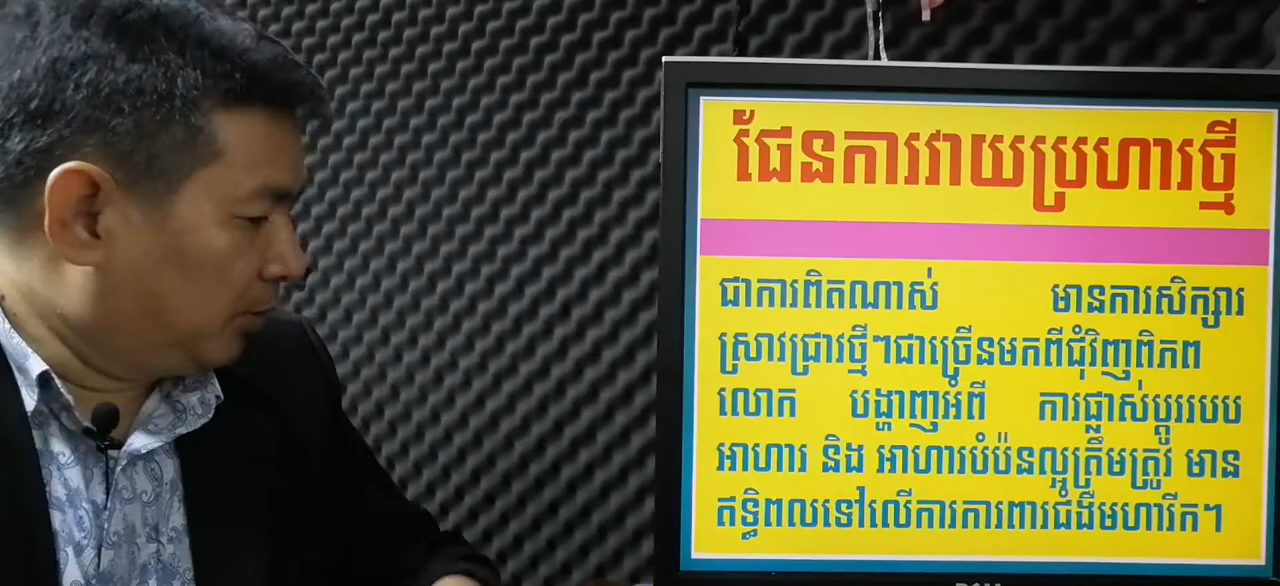 ផែនការវាយប្រហារថ្មី
ជាការពិតណាស់ មានការសិក្សារ
ស្រាវជ្រាវថ្មីៗជាច្រើនមកពីជុំវិញពិភព
លោក បង្ហាញអំពី ការផ្លាស់ប្ដូររបប
អាហារ និង អាហារបំប៉នល្អត្រឹមត្រូវ មាន
ឥទ្ធិពលទៅលើការការពារជំងឺមហារីក។